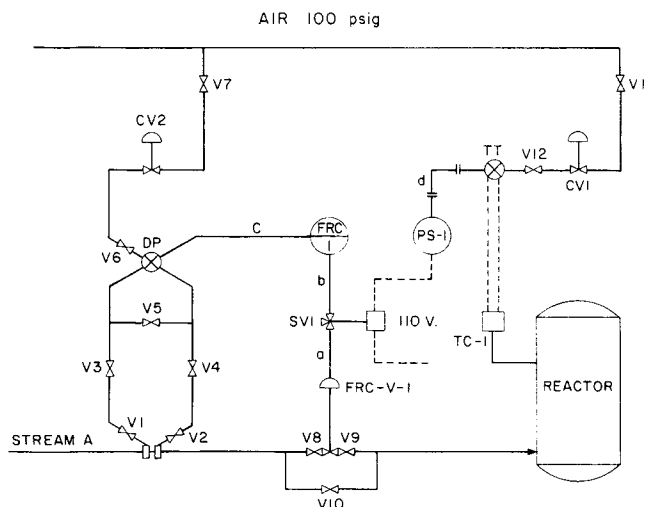 AIR 100 psig
V7
V1
CV2
TT
V12
CV1
d
DP
C
FRC
1
PS-1
V6
b
V5
SV1
110 V.
V3
V4
a
TC-1
FRC-V-1
REACTOR
V1
V2
STREAM A
V8
V9
V10